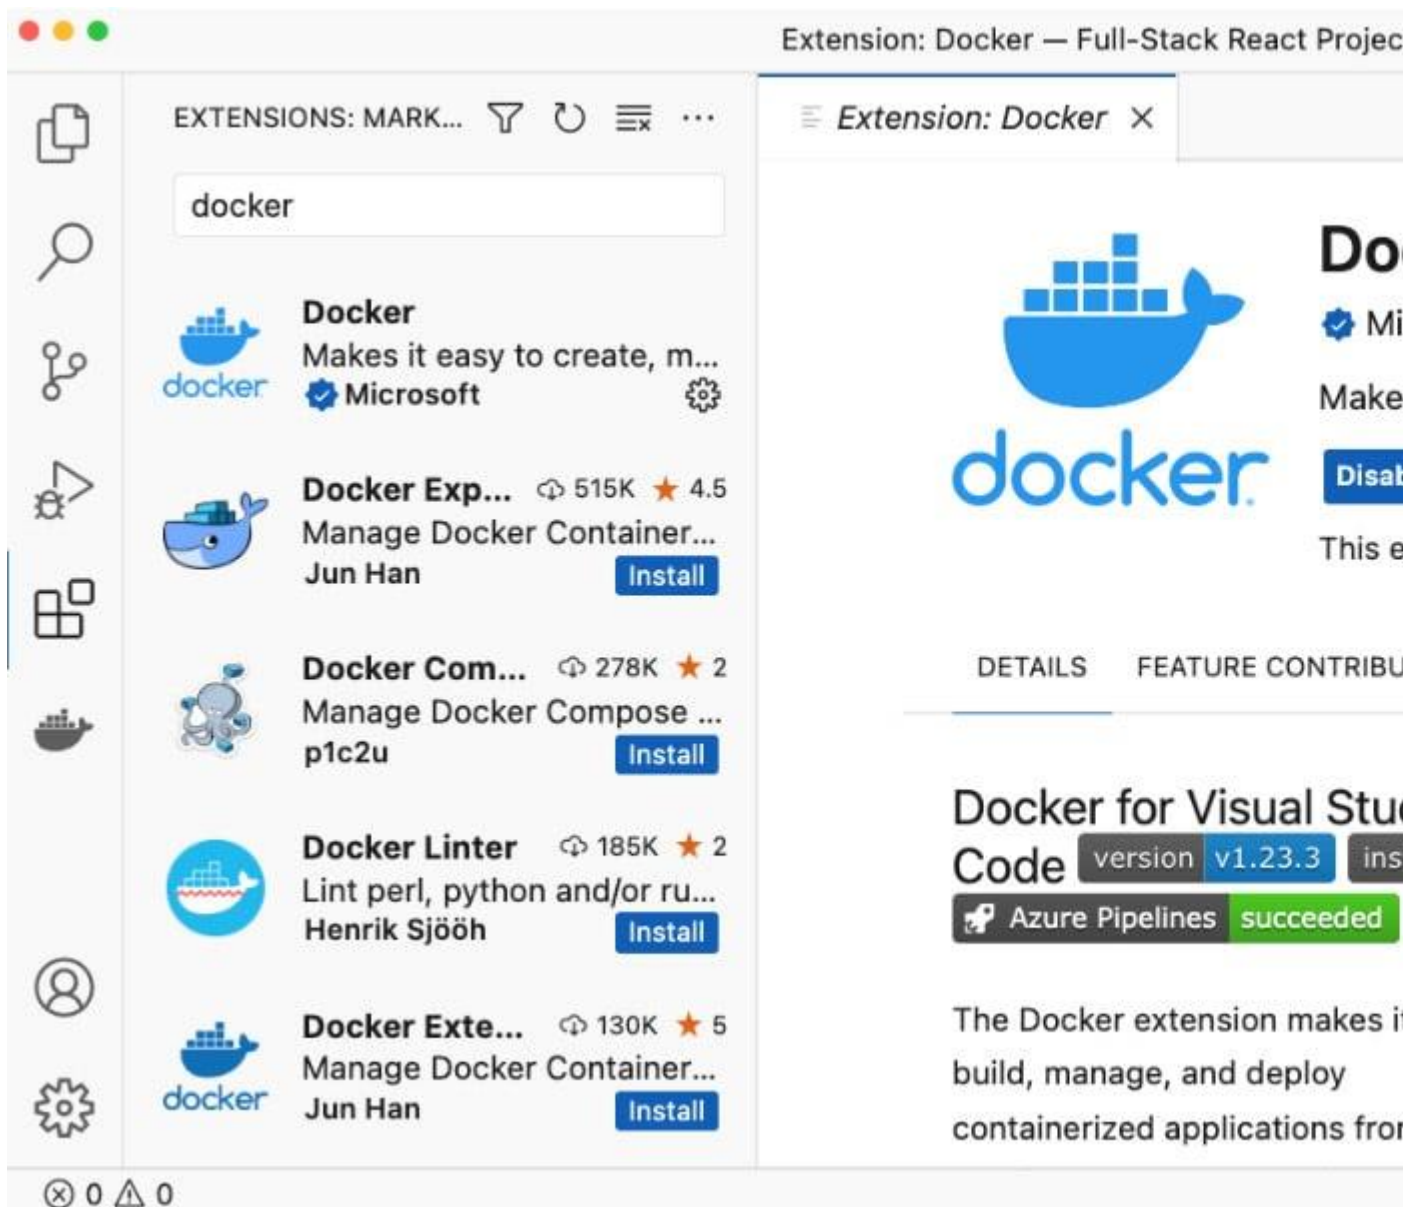 Extension: Docker — Full-Stack React Projec
EXTENSIONS: MARK...
docker
docker
Docker
Makes it easy to create, m...
Microsoft
Docker Exp... 515K ★ 4.5
Manage Docker Container...
Jun Han Install
Docker Com... 278K ★ 2
Manage Docker Compose ...
p1c2u Install
Docker Linter 185K ★ 2
Lint perl, python and/or ru...
Henrik Sjööh Install
docker
Docker Exte... 130K ★ 5
Manage Docker Container...
Jun Han Install
0 0
Extension: Docker
docker
Do
Mi
Make
Disab
This e
DETAILS FEATURE CONTRIBU
Docker for Visual Stu
Code version v1.23.3 ins
Azure Pipelines succeeded
The Docker extension makes i
build, manage, and deploy
containerized applications fro